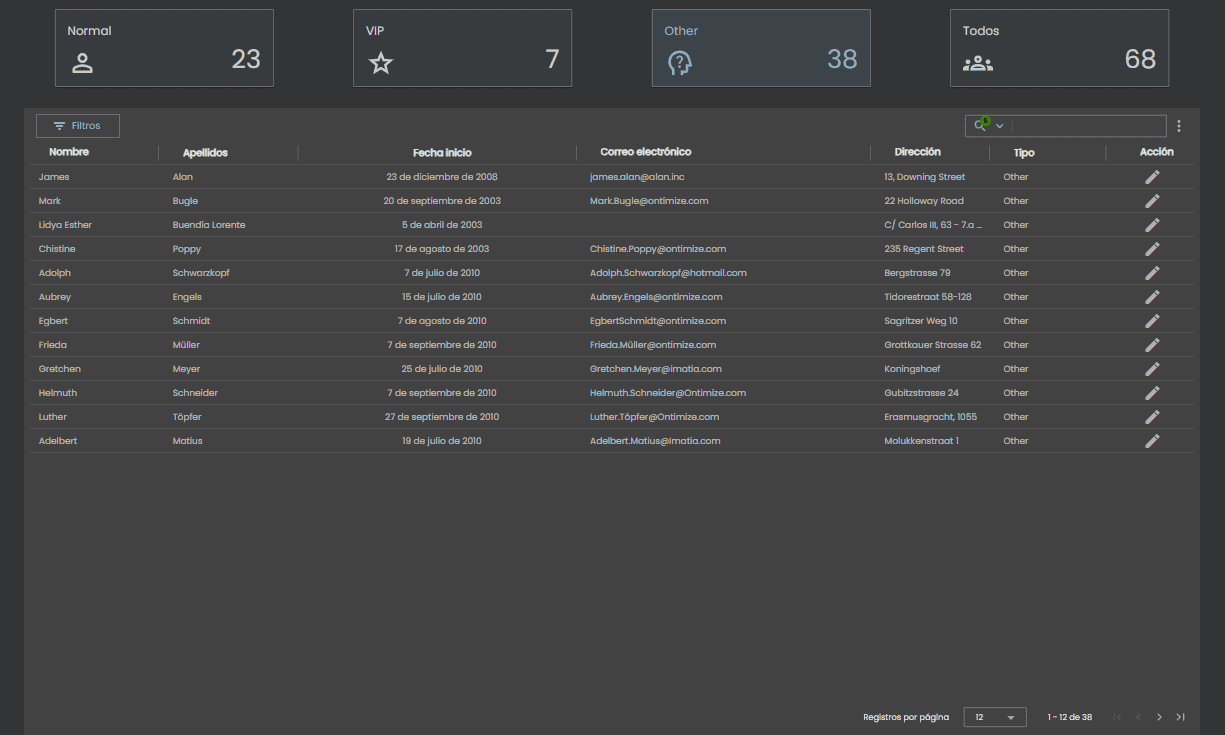 Normal
23
VIP
7
Other
38
Todos
68
Filtros
5
Nombre Apellidos Fecha inicio Correo electrónico Dirección Tipo Acción
James Alan 23 de diciembre de 2008 james.alan@alan.inc 13, Downing Street Other
Mark Bugle 20 de septiembre de 2003 Mark.Bugle@ontimize.com 22 Holloway Road Other
Lidya Esther Buendía Lorente 5 de abril de 2003 C/ Carlos III, 63 - 7.a ... Other
Chistine Poppy 17 de agosto de 2003 Chistine.Poppy@ontimize.com 235 Regent Street Other
Adolph Schwarzkopf 7 de julio de 2010 Adolph.Schwarzkopf@hotmail.com Bergstrasse 79 Other
Aubrey Engels 15 de julio de 2010 Aubrey.Engels@ontimize.com Tidorestraat 58-128 Other
Egbert Schmidt 7 de agosto de 2010 EgbertSchmidt@ontimize.com Sagritzer Weg 10 Other
Frieda Müller 7 de septiembre de 2010 Frieda.Müller@ontimize.com Grottkauer Strasse 62 Other
Gretchen Meyer 25 de julio de 2010 Gretchen.Meyer@imatia.com Koningshoef Other
Helmuth Schneider 7 de septiembre de 2010 Helmuth.Schneider@Ontimize.com Gubitzstrasse 24 Other
Luther Töpfer 27 de septiembre de 2010 Luther.Töpfer@Ontimize.com Erasmusgracht, 1055 Other
Adelbert Matius 19 de julio de 2010 Adelbert.Matius@Imatia.com Molukkenstraat 1 Other
Registros por página 12 1 - 12 de 38